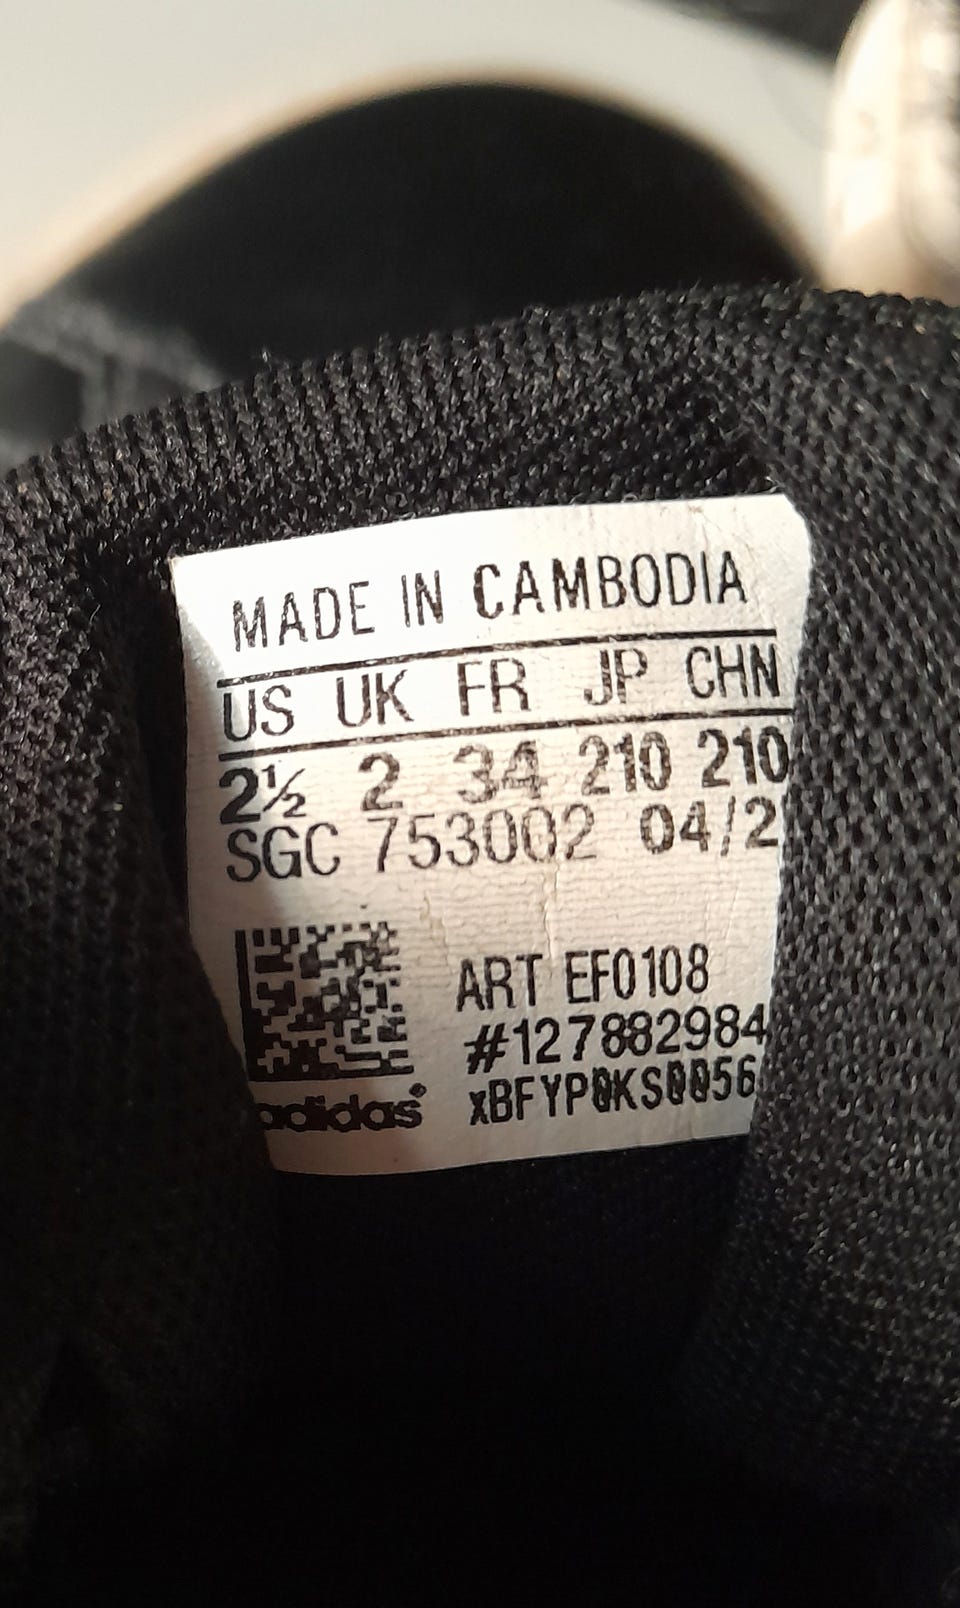 MADE IN CAMBODIA
US UK FR JP CHN
2½ 2 34 210 210
SGC 753002 04/2
ART EF0108
#127882984
xBFYP0KS0056
adidas®